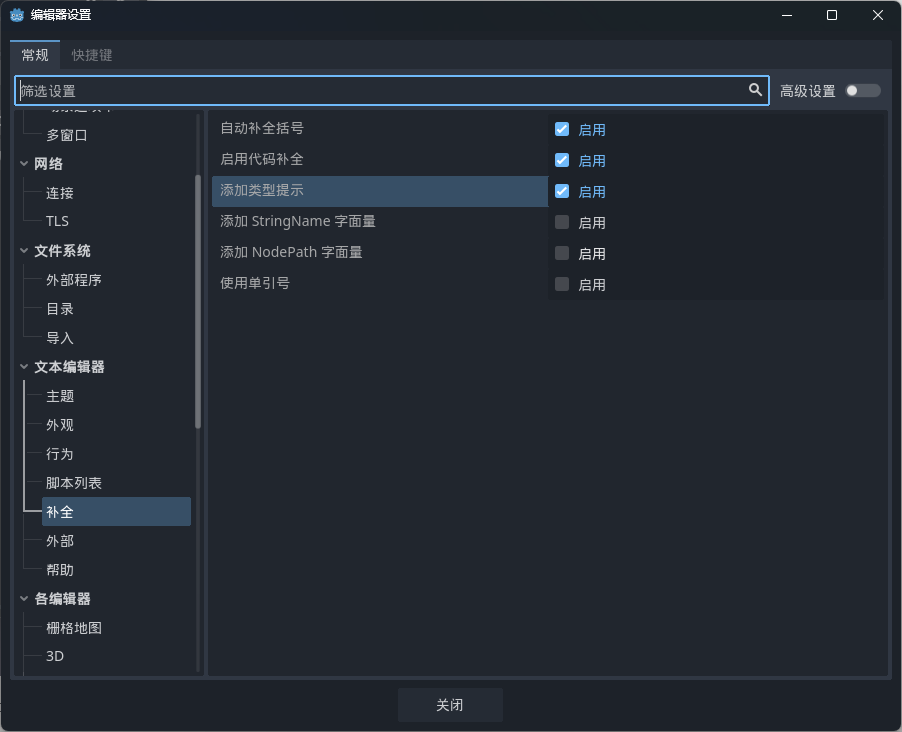 编辑器设置
常规
快捷键
筛选设置
高级设置
多窗口
网络
连接
TLS
文件系统
外部程序
目录
导入
文本编辑器
主题
外观
行为
脚本列表
补全
外部
帮助
各编辑器
栅格地图
3D
自动补全括号 启用
启用代码补全 启用
添加类型提示 启用
添加 StringName 字面量 启用
添加 NodePath 字面量 启用
使用单引号 启用
关闭